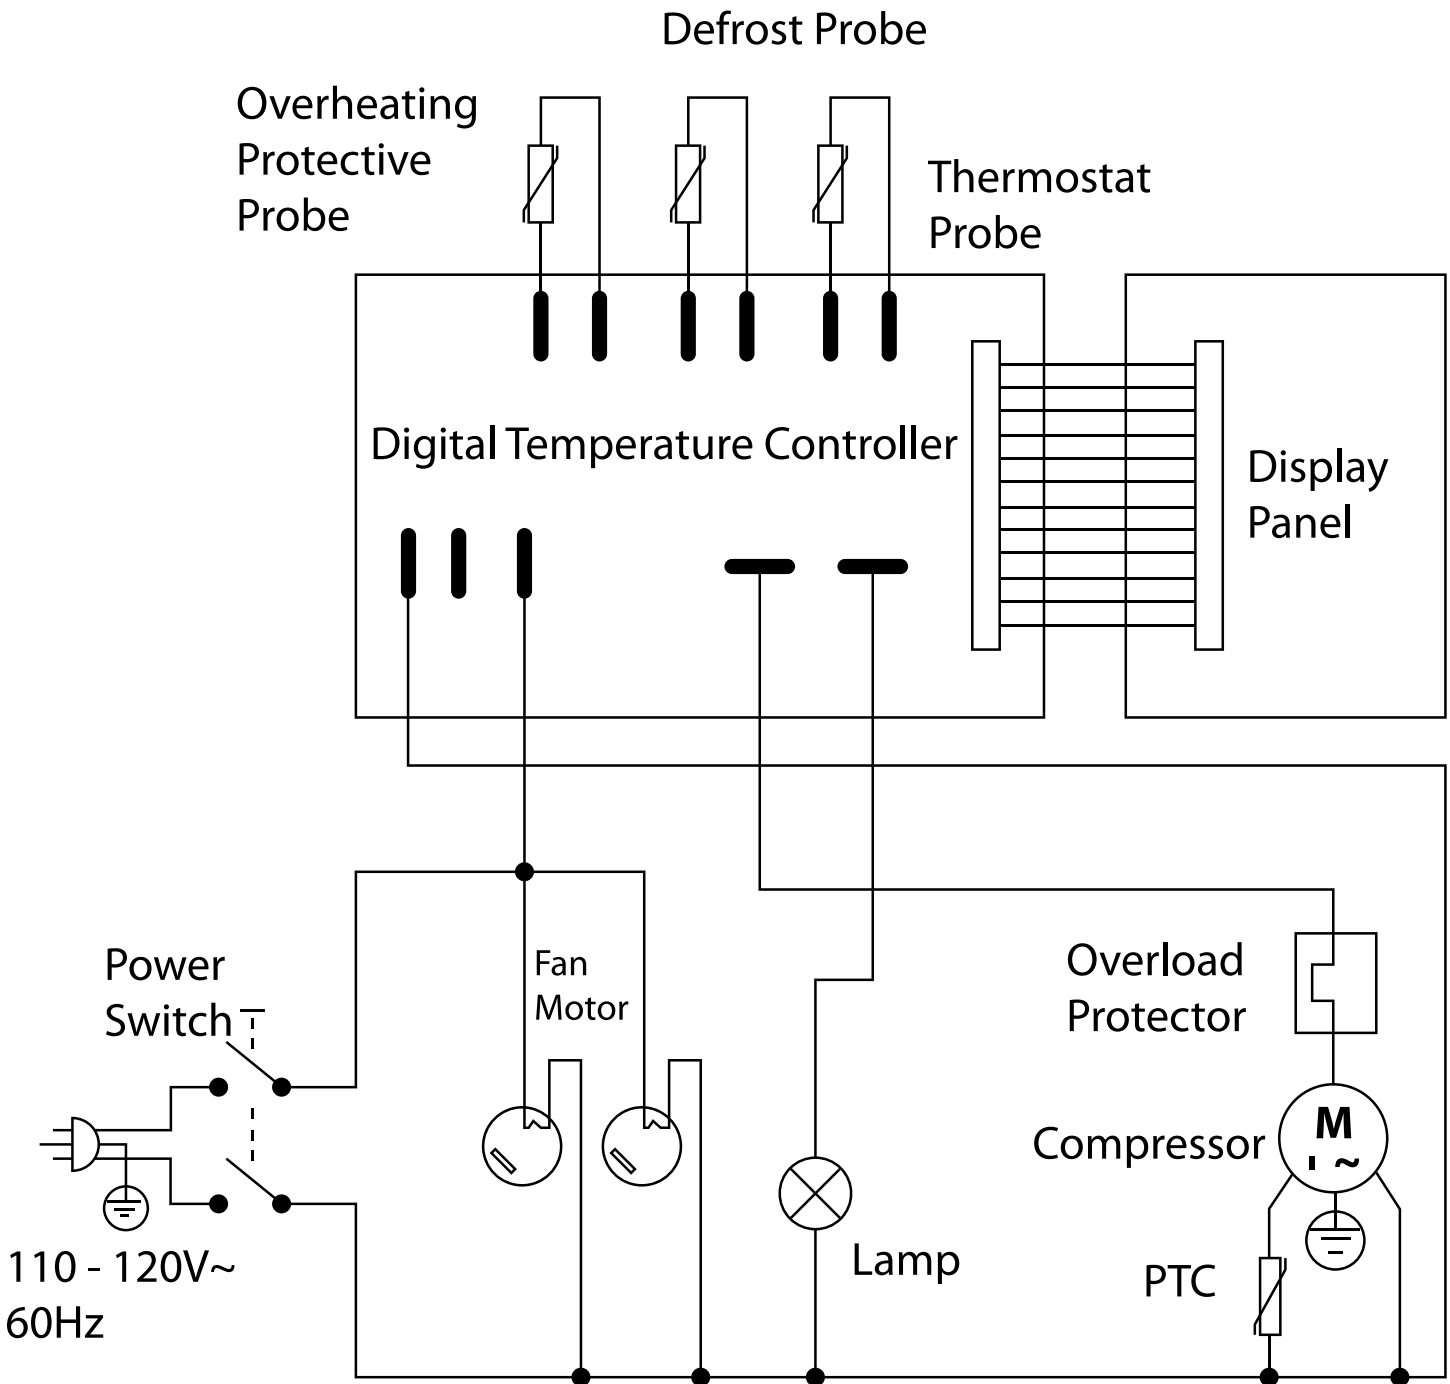 Defrost Probe
Overheating
Protective
Probe
Thermostat
Probe
Digital Temperature Controller
Display
Panel
Power
Switch
Fan
Motor
Overload
Protector
M
~
Compressor
110 - 120V~
60Hz
Lamp
PTC